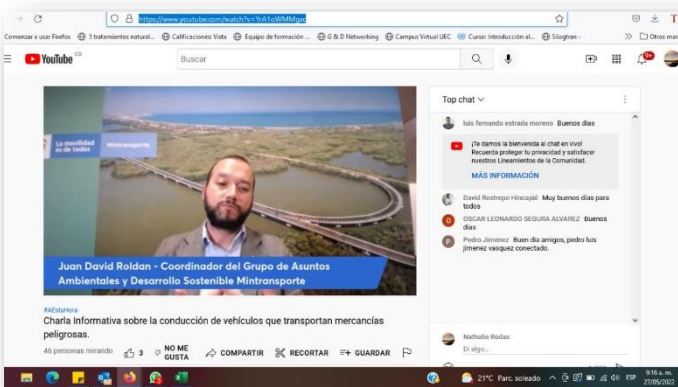 https://www.youtube.com/watch?v=YrA1oWMMgxc
Comenzar a usar Firefox
5 tratamientos natural...
Calificaciones Vista
Equipo de formación ...
G & D Networking
Campus Virtual UEC
Curso: Introducción al...
Silogtran -
Otros mar
YouTube CO
Buscar
La movilidad es de todos
Mintransporte
Juan David Roldan - Coordinador del Grupo de Asuntos
Ambientales y Desarrollo Sostenible Mintransporte
#AEstaHora
Charla Informativa sobre la conducción de vehículos que transportan mercancías
peligrosas.
46 personas mirando
3
NO ME GUSTA
COMPARTIR
RECORTAR
GUARDAR
Top chat
luis fernando estrada moreno Buenos dias
¡Te damos la bienvenida al chat en vivo!
Recuerda proteger tu privacidad y satisfacer
nuestros Lineamientos de la Comunidad.
MÁS INFORMACIÓN
David Restrepo Hincapié Muy buenos días para
todos
OSCAR LEONARDO SEGURA ALVAREZ Buenos
dias
Pedro Jimenez Buen dia amigos, pedro luis
jimenez vasquez conectado.
Nathalie Rodas
Di algo...
21°C Parc. soleado
ESP
9:16 a. m.
27/05/2022